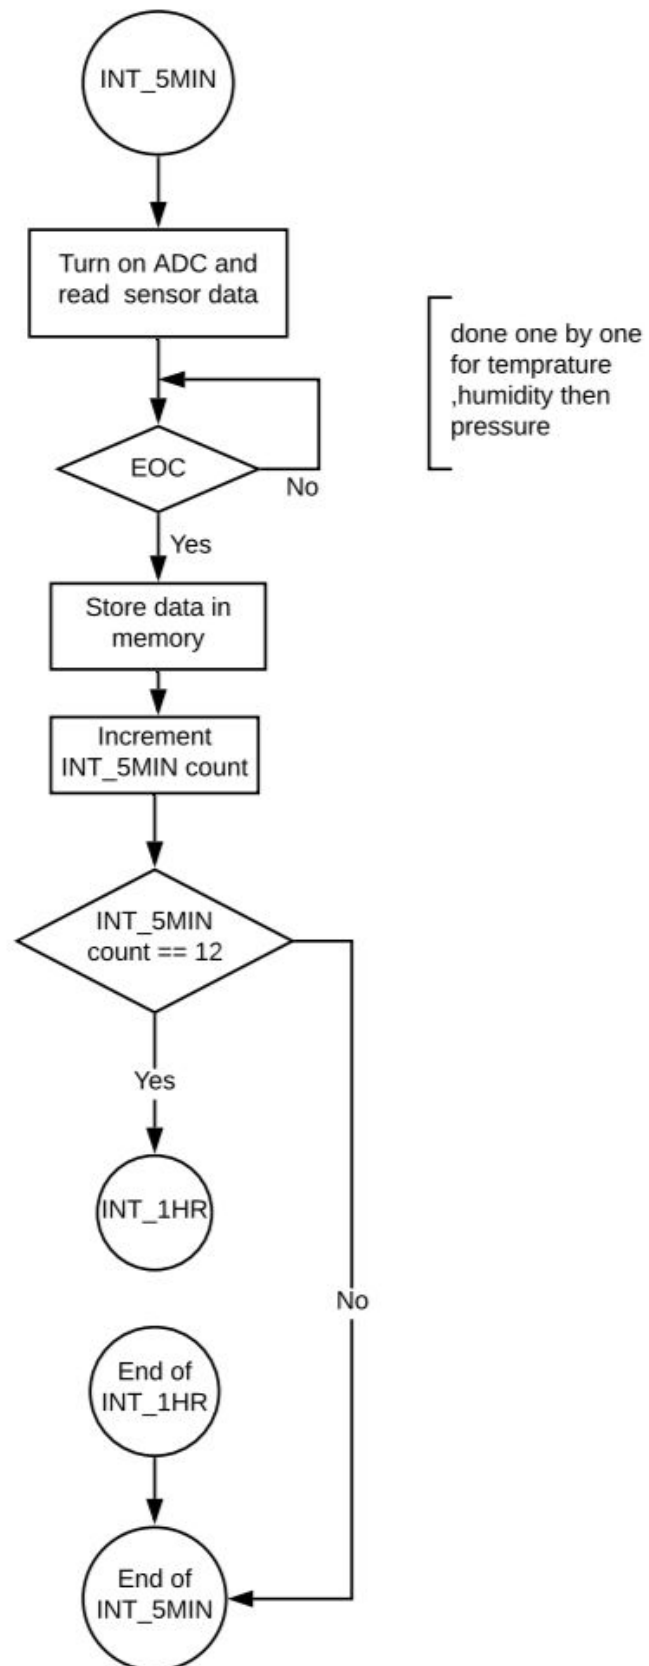 INT_5MIN
Turn on ADC and
read sensor data
done one by one
for temprature
,humidity then
pressure
EOC
No
Yes
Store data in
memory
Increment
INT_5MIN count
INT_5MIN
count == 12
Yes
INT_1HR
No
End of
INT_1HR
End of
INT_5MIN